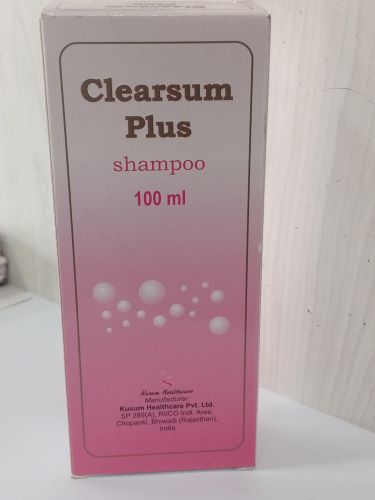 Clearsum
Plus
shampoo
100 ml
Kusum Healthcare
Manufacturer:
Kusum Healthcare Pvt. Ltd.
SP 289(A), RIICO Indl. Area,
Chopanki, Bhiwadi (Rajasthan),
India